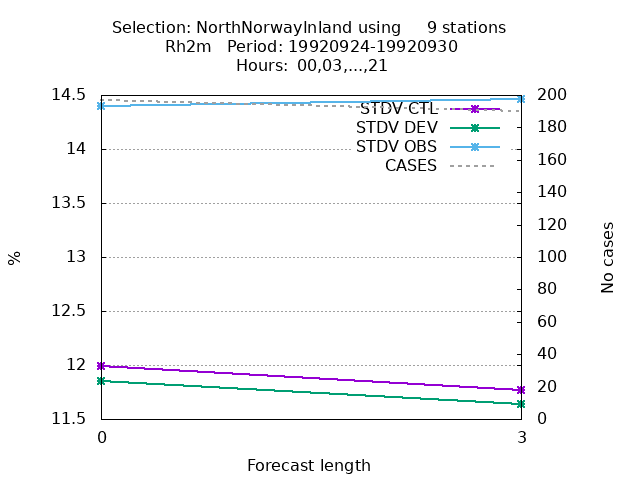 Selection: NorthNorwayInland using     9 stations
Rh2m   Period: 19920924-19920930
Hours:  00,03,...,21
14.5
14
13.5
13
12.5
12
11.5
%
STDV CTL
STDV DEV
STDV OBS
CASES
200
180
160
140
120
100
80
60
40
20
0
No cases
0
3
Forecast length